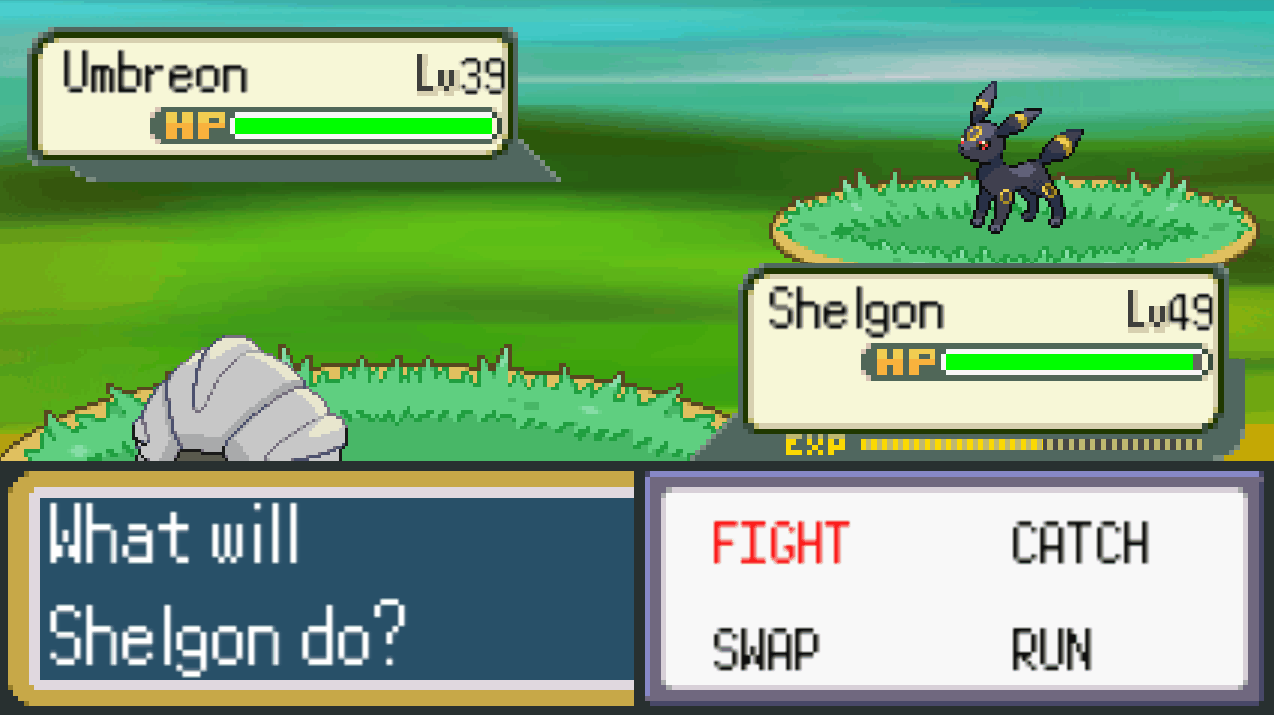 Umbreon Lv39
HP
Shelgon Lv49
HP
EXP
What will
Shelgon do?
FIGHT CATCH
SWAP RUN